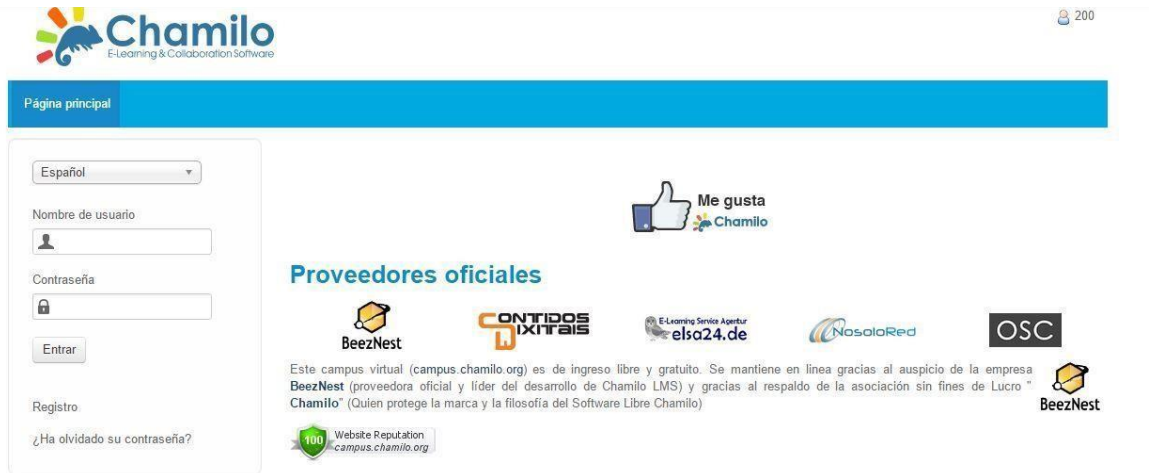 Chamilo
E-Learning & Collaboration Software
200
Página principal
Español
Nombre de usuario
Contraseña
Entrar
Registro
¿Ha olvidado su contraseña?
Me gusta
Chamilo
Proveedores oficiales
BeezNest
CONTIDOS
DIXITAIS
E-Learning Service Agentur
elsa24.de
NosoloRed
OSC
Este campus virtual (campus.chamilo.org) es de ingreso libre y gratuito. Se mantiene en linea gracias al auspicio de la empresa
BeezNest (proveedora oficial y líder del desarrollo de Chamilo LMS) y gracias al respaldo de la asociación sin fines de Lucro "
Chamilo" (Quien protege la marca y la filosofía del Software Libre Chamilo)
BeezNest
100
Website Reputation
campus.chamilo.org